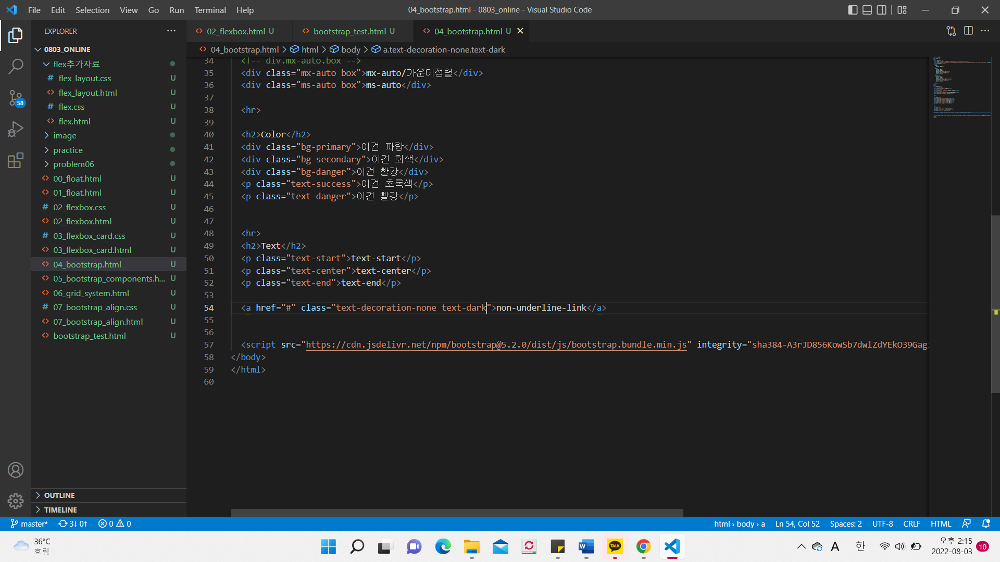 File Edit Selection View Go Run Terminal Help
04_bootstrap.html - 0803_online - Visual Studio Code
EXPLORER
0803_ONLINE
flex추가자료
flex_layout.css U
flex_layout.html U
flex.css U
flex.html U
image
practice
problem06
00_float.html U
01_float.html U
02_flexbox.css U
02_flexbox.html U
03_flexbox_card.css U
03_flexbox_card.html U
04_bootstrap.html U
05_bootstrap_components.h... U
06_grid_system.html U
07_bootstrap_align.css U
07_bootstrap_align.html U
bootstrap_test.html U
OUTLINE
TIMELINE
58
02_flexbox.html U
bootstrap_test.html U
04_bootstrap.html U
04_bootstrap.html > html > body > a.text-decoration-none.text-dark
34 <!-- div.mx-auto.box -->
35 <div class="mx-auto box">mx-auto/가운데정렬</div>
36 <div class="ms-auto box">ms-auto</div>
37
38 <hr>
39
40 <h2>Color</h2>
41 <div class="bg-primary">이건 파랑</div>
42 <div class="bg-secondary">이건 회색</div>
43 <div class="bg-danger">이건 빨강</div>
44 <p class="text-success">이건 초록색</p>
45 <p class="text-danger">이건 빨강</p>
46
47
48 <hr>
49 <h2>Text</h2>
50 <p class="text-start">text-start</p>
51 <p class="text-center">text-center</p>
52 <p class="text-end">text-end</p>
53
54 <a href="#" class="text-decoration-none text-dark">non-underline-link</a>
55
56
57 <script src="https://cdn.jsdelivr.net/npm/bootstrap@5.2.0/dist/js/bootstrap.bundle.min.js" integrity="sha384-A3rJD856KowSb7dwlZdYEkO39Gag
58 </body>
59 </html>
60
master* 3↓ 0↑ 0 0
html › body › a Ln 54, Col 52 Spaces: 2 UTF-8 CRLF HTML
36°C
흐림
TALK
A 한
오후 2:15
2022-08-03 10